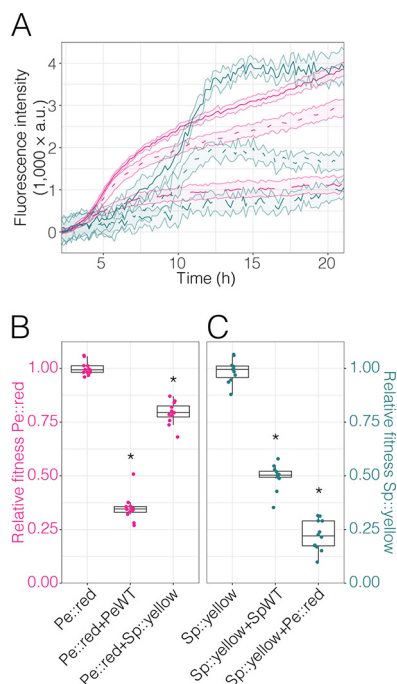 A
Fluorescence intensity
(1,000 × a.u.)
4
3
2
1
0
5
10
15
20
Time (h)
B
C
Relative fitness Pe::red
1.00
0.75
0.50
0.25
0.00
*
*
*
*
1.00
0.75
0.50
0.25
0.00
Relative fitness Sp::yellow
Pe::red
Pe::red+PeWT
Pe::red+Sp::yellow
Sp::yellow
Sp::yellow+SpWT
Sp::yellow+Pe::red